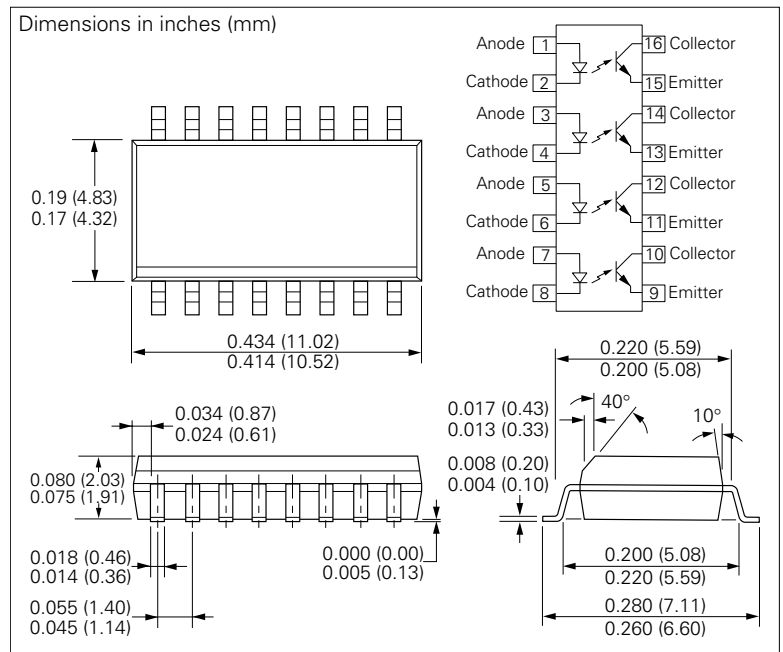 Dimensions in inches (mm)
Anode 1
16 Collector
Cathode 2
15 Emitter
Anode 3
14 Collector
Cathode 4
13 Emitter
Anode 5
12 Collector
Cathode 6
11 Emitter
Anode 7
10 Collector
Cathode 8
9 Emitter
0.19 (4.83)
0.17 (4.32)
0.434 (11.02)
0.414 (10.52)
0.034 (0.87)
0.024 (0.61)
0.080 (2.03)
0.075 (1.91)
0.018 (0.46)
0.014 (0.36)
0.055 (1.40)
0.045 (1.14)
0.000 (0.00)
0.005 (0.13)
0.220 (5.59)
0.200 (5.08)
0.017 (0.43)
0.013 (0.33)
40°
10°
0.008 (0.20)
0.004 (0.10)
0.200 (5.08)
0.220 (5.59)
0.280 (7.11)
0.260 (6.60)